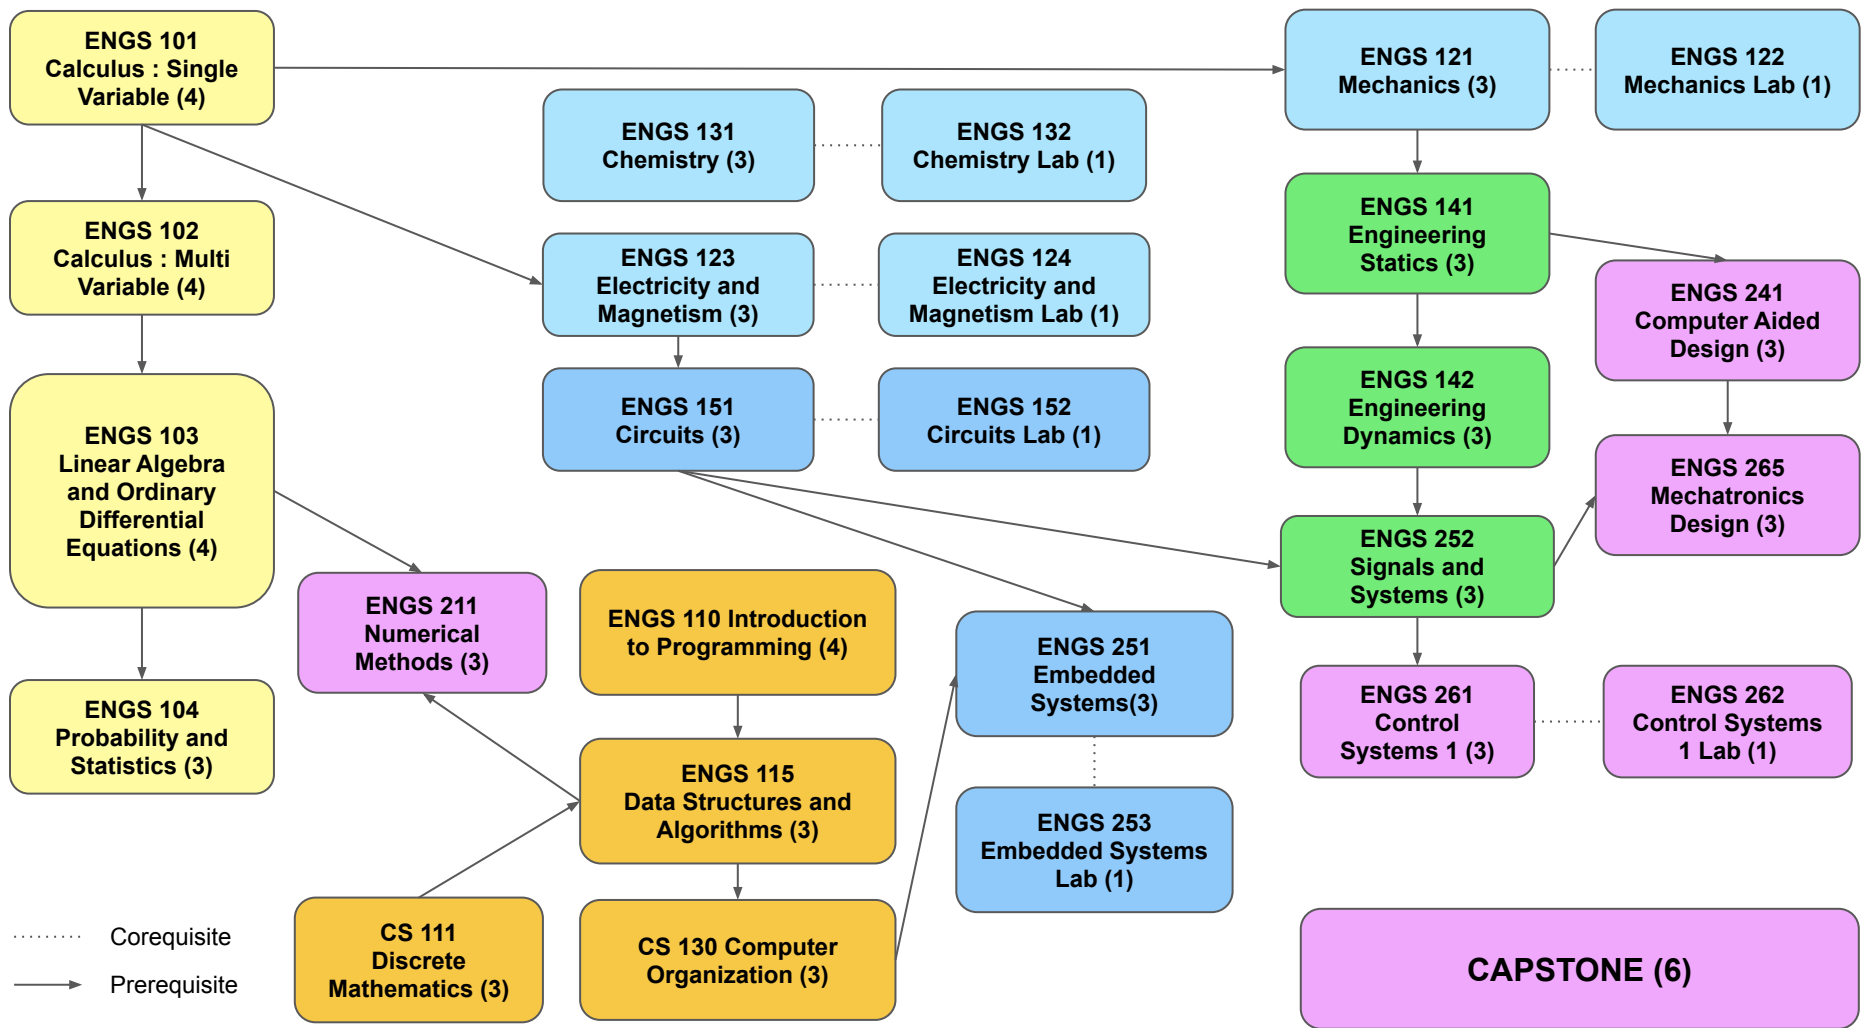 ENGS 101
Calculus : Single
Variable (4)
ENGS 121
Mechanics (3)
ENGS 122
Mechanics Lab (1)
ENGS 131
Chemistry (3)
ENGS 132
Chemistry Lab (1)
ENGS 102
Calculus : Multi
Variable (4)
ENGS 123
Electricity and
Magnetism (3)
ENGS 124
Electricity and
Magnetism Lab (1)
ENGS 141
Engineering
Statics (3)
ENGS 241
Computer Aided
Design (3)
ENGS 103
Linear Algebra
and Ordinary
Differential
Equations (4)
ENGS 151
Circuits (3)
ENGS 152
Circuits Lab (1)
ENGS 142
Engineering
Dynamics (3)
ENGS 265
Mechatronics
Design (3)
ENGS 252
Signals and
Systems (3)
ENGS 211
Numerical
Methods (3)
ENGS 110 Introduction
to Programming (4)
ENGS 251
Embedded
Systems(3)
ENGS 104
Probability and
Statistics (3)
ENGS 261
Control
Systems 1 (3)
ENGS 262
Control Systems
1 Lab (1)
ENGS 115
Data Structures and
Algorithms (3)
ENGS 253
Embedded Systems
Lab (1)
CS 111
Discrete
Mathematics (3)
CS 130 Computer
Organization (3)
CAPSTONE (6)
Corequisite
Prerequisite